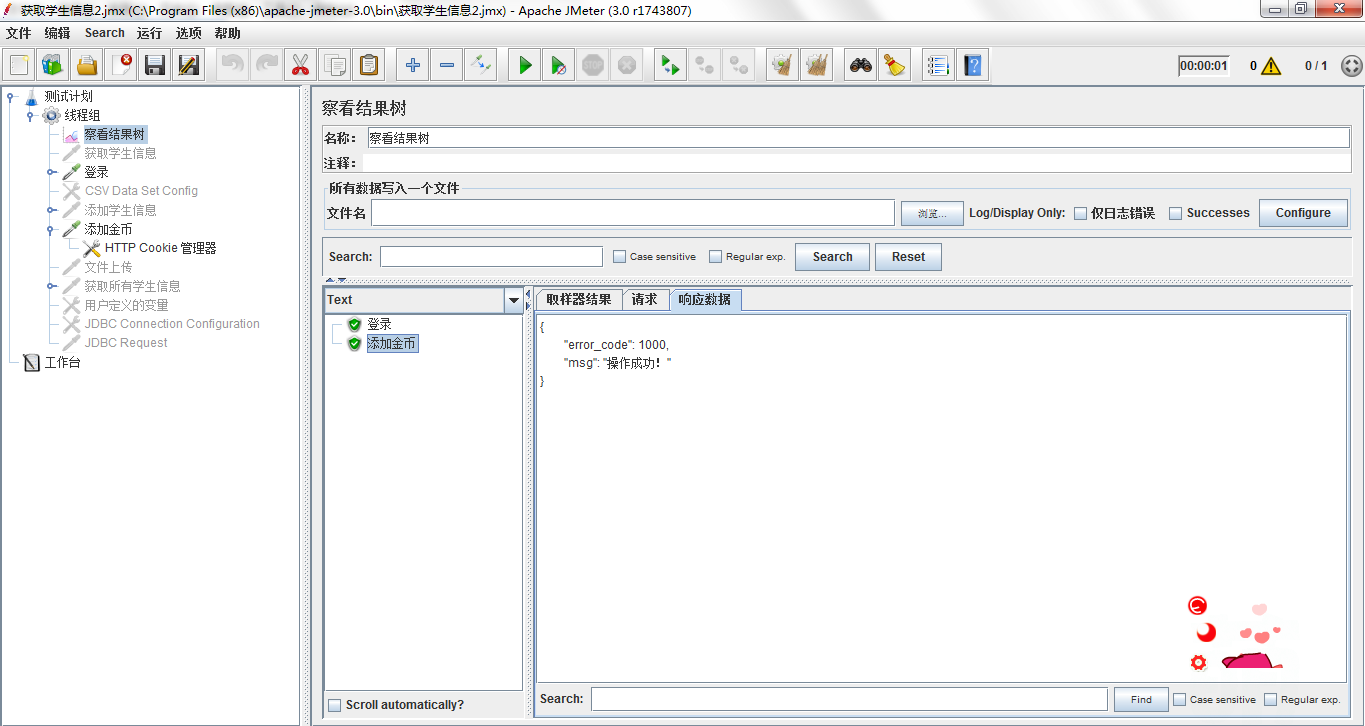 获取学生信息2.jmx (C:\Program Files (x86)\apache-jmeter-3.0\bin\获取学生信息2.jmx) - Apache JMeter (3.0 r1743807)
文件 编辑 Search 运行 选项 帮助
00:00:01 0 0 / 1
测试计划
线程组
察看结果树
获取学生信息
登录
CSV Data Set Config
添加学生信息
添加金币
HTTP Cookie 管理器
文件上传
获取所有学生信息
用户定义的变量
JDBC Connection Configuration
JDBC Request
工作台
察看结果树
名称： 察看结果树
注释：
所有数据写入一个文件
文件名 浏览... Log/Display Only: 仅日志错误 Successes Configure
Search: Case sensitive Regular exp. Search Reset
Text
登录
添加金币
Scroll automatically?
取样器结果 请求 响应数据
{
"error_code": 1000,
"msg": "操作成功！"
}
Search: Find Case sensitive Regular exp.